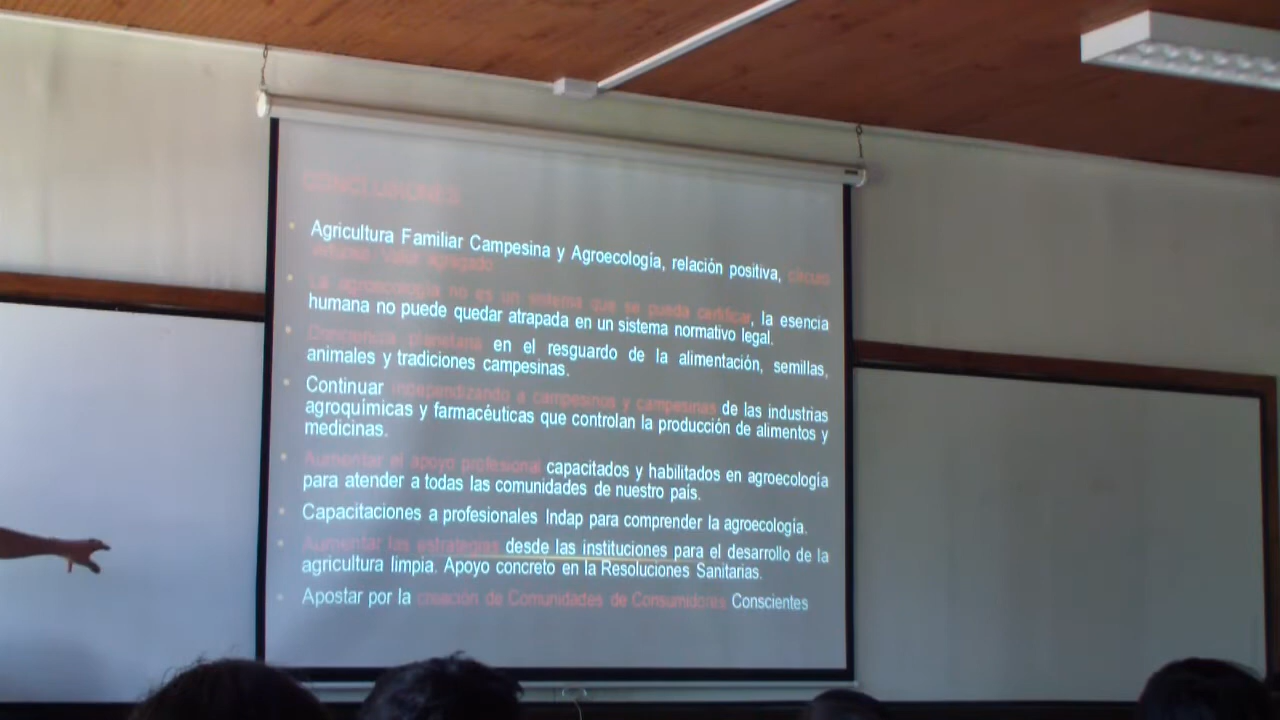 CONCLUSIONES
Agricultura Familiar Campesina y Agroecología, relación positiva, círculo
virtuoso. Valor agregado
La agroecología no es un sistema que se pueda certificar, la esencia
humana no puede quedar atrapada en un sistema normativo legal.
Conciencia planetaria en el resguardo de la alimentación, semillas,
animales y tradiciones campesinas.
Continuar independizando a campesinos y campesinas de las industrias
agroquímicas y farmacéuticas que controlan la producción de alimentos y
medicinas.
Aumentar el apoyo profesional capacitados y habilitados en agroecología
para atender a todas las comunidades de nuestro país.
Capacitaciones a profesionales Indap para comprender la agroecología.
Aumentar las estrategias desde las instituciones para el desarrollo de la
agricultura limpia. Apoyo concreto en la Resoluciones Sanitarias.
Apostar por la creación de Comunidades de Consumidores Conscientes